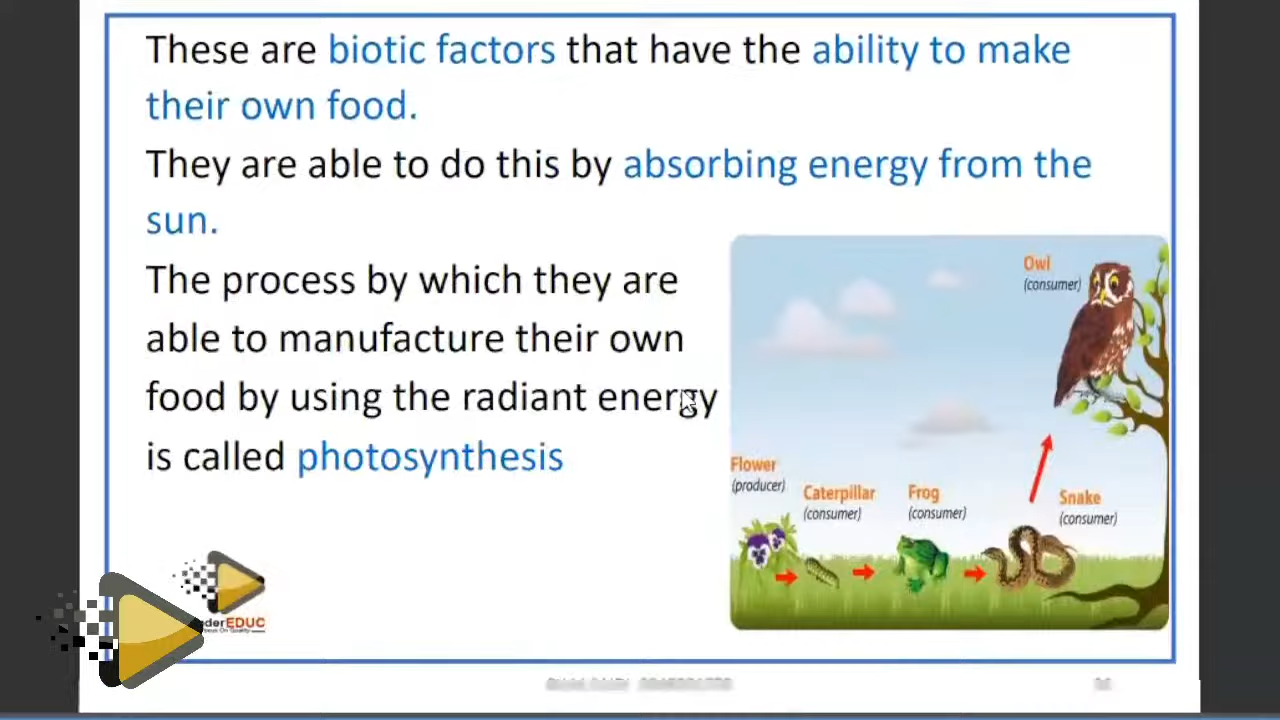 These are biotic factors that have the ability to make
their own food.
They are able to do this by absorbing energy from the
sun.
The process by which they are
able to manufacture their own
food by using the radiant energy
is called photosynthesis
Owl
(consumer)
Flower
(producer)
Caterpillar
(consumer)
Frog
(consumer)
Snake
(consumer)
EDUC